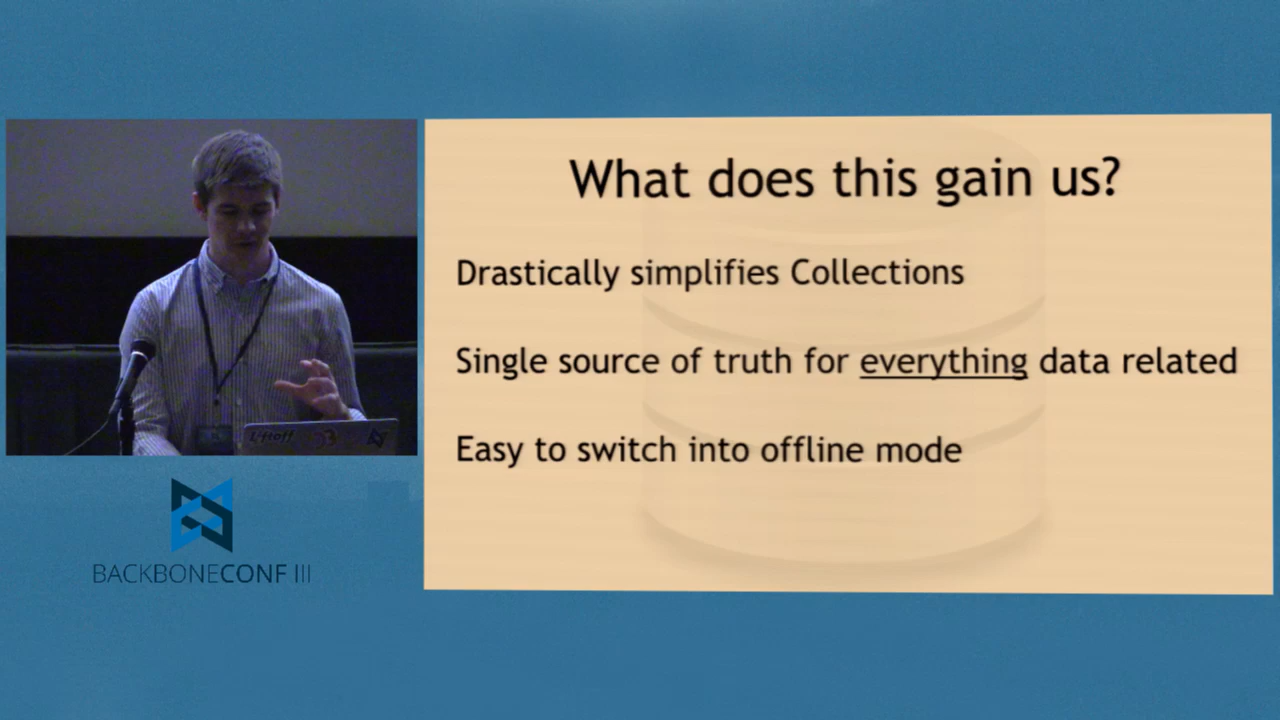 What does this gain us?
Drastically simplifies Collections
Single source of truth for everything data related
Easy to switch into offline mode
BACKBONECONF III